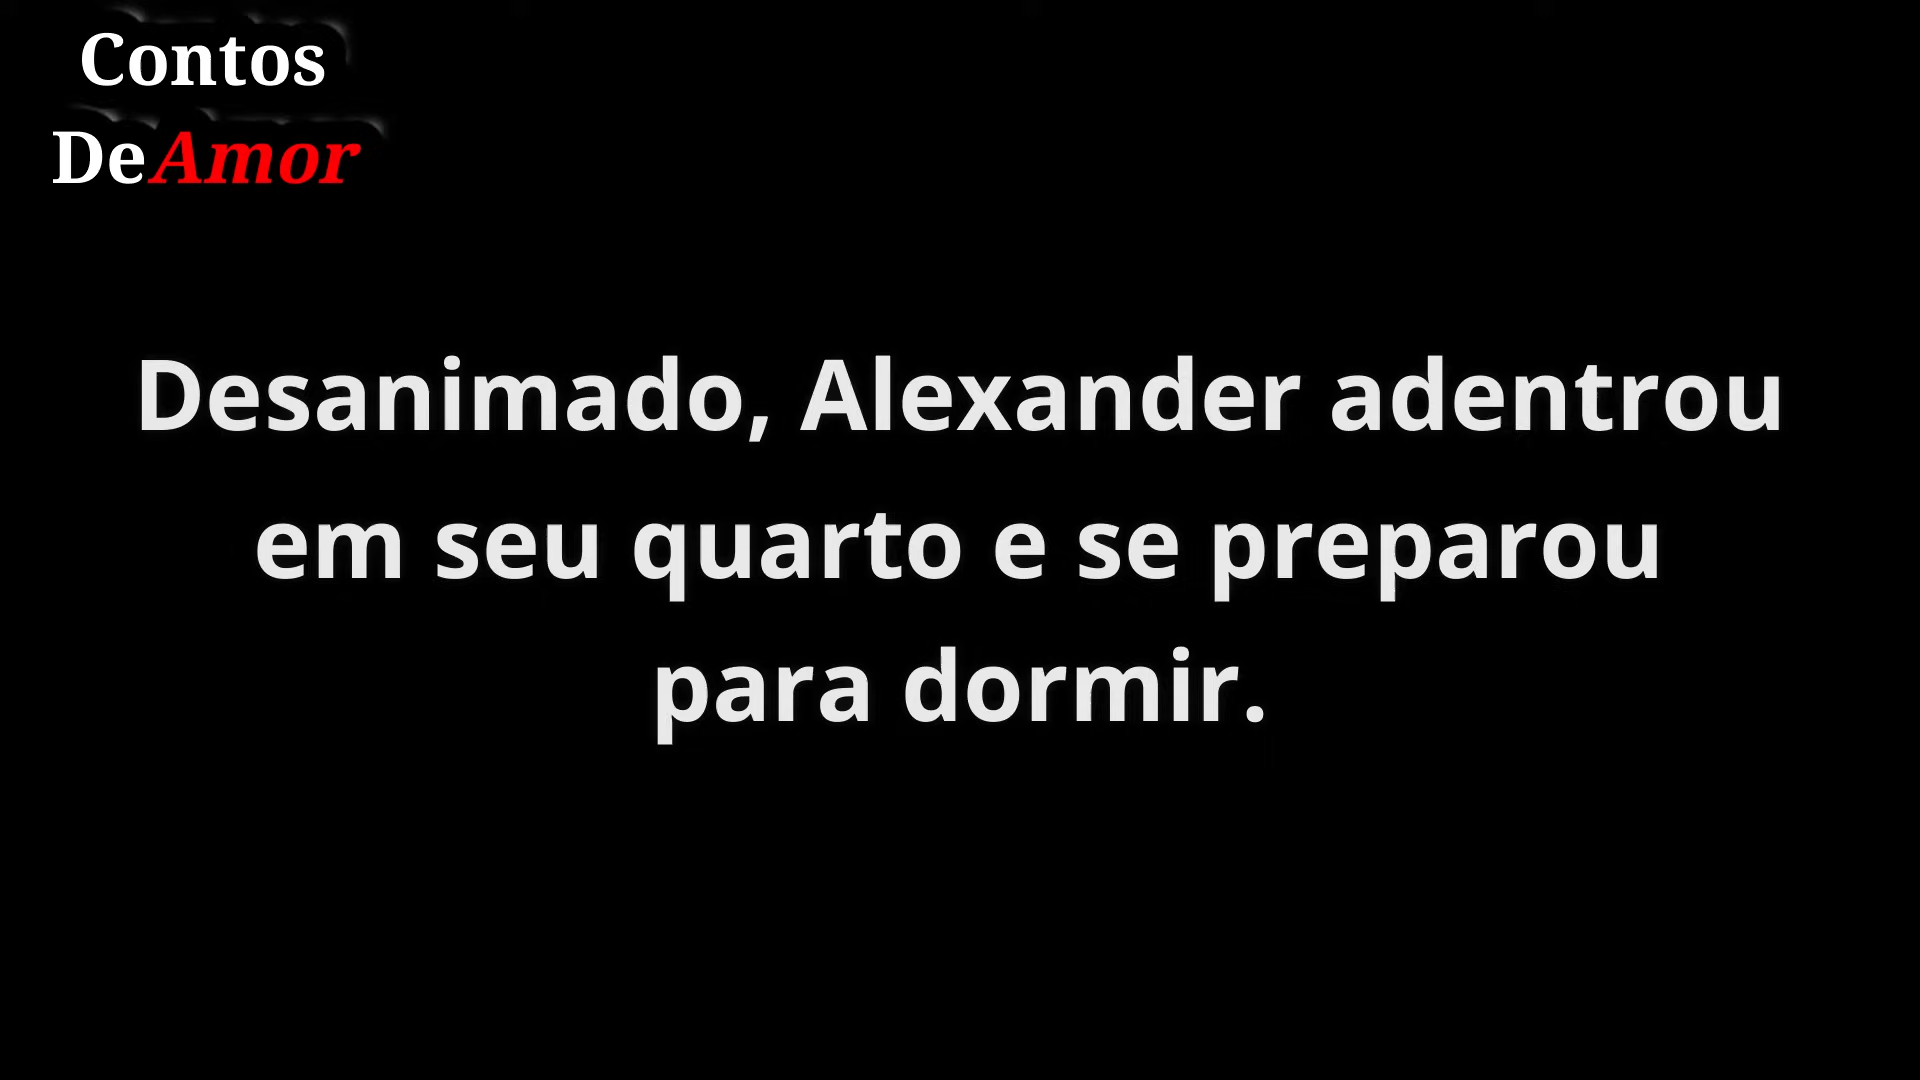 Contos
DeAmor
Desanimado, Alexander adentrou
em seu quarto e se preparou
para dormir.